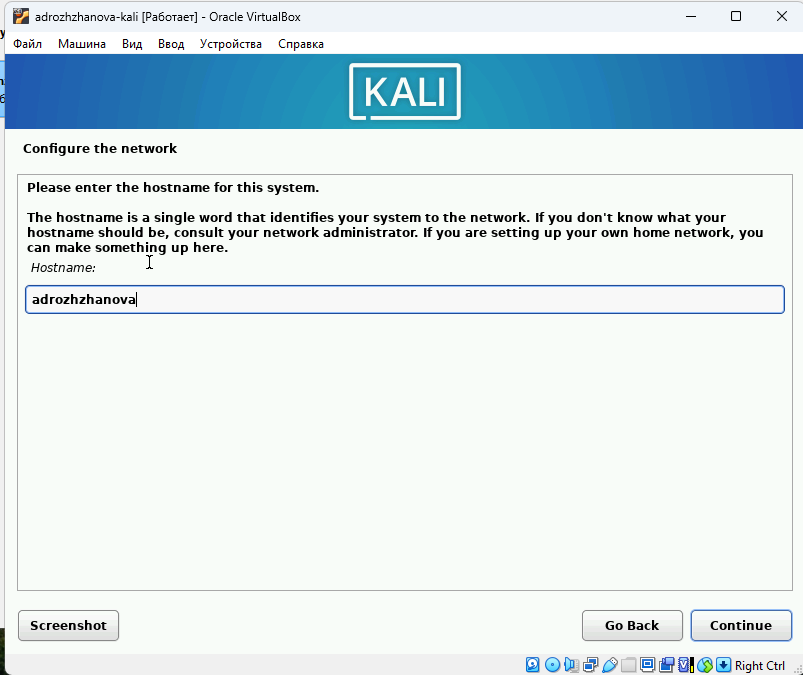 adrozhzhanova-kali [Работает] - Oracle VirtualBox
Файл Машина Вид Ввод Устройства Справка
KALI
Configure the network
Please enter the hostname for this system.
The hostname is a single word that identifies your system to the network. If you don't know what your
hostname should be, consult your network administrator. If you are setting up your own home network, you
can make something up here.
Hostname:
adrozhzhanova
Screenshot Go Back Continue
Right Ctrl